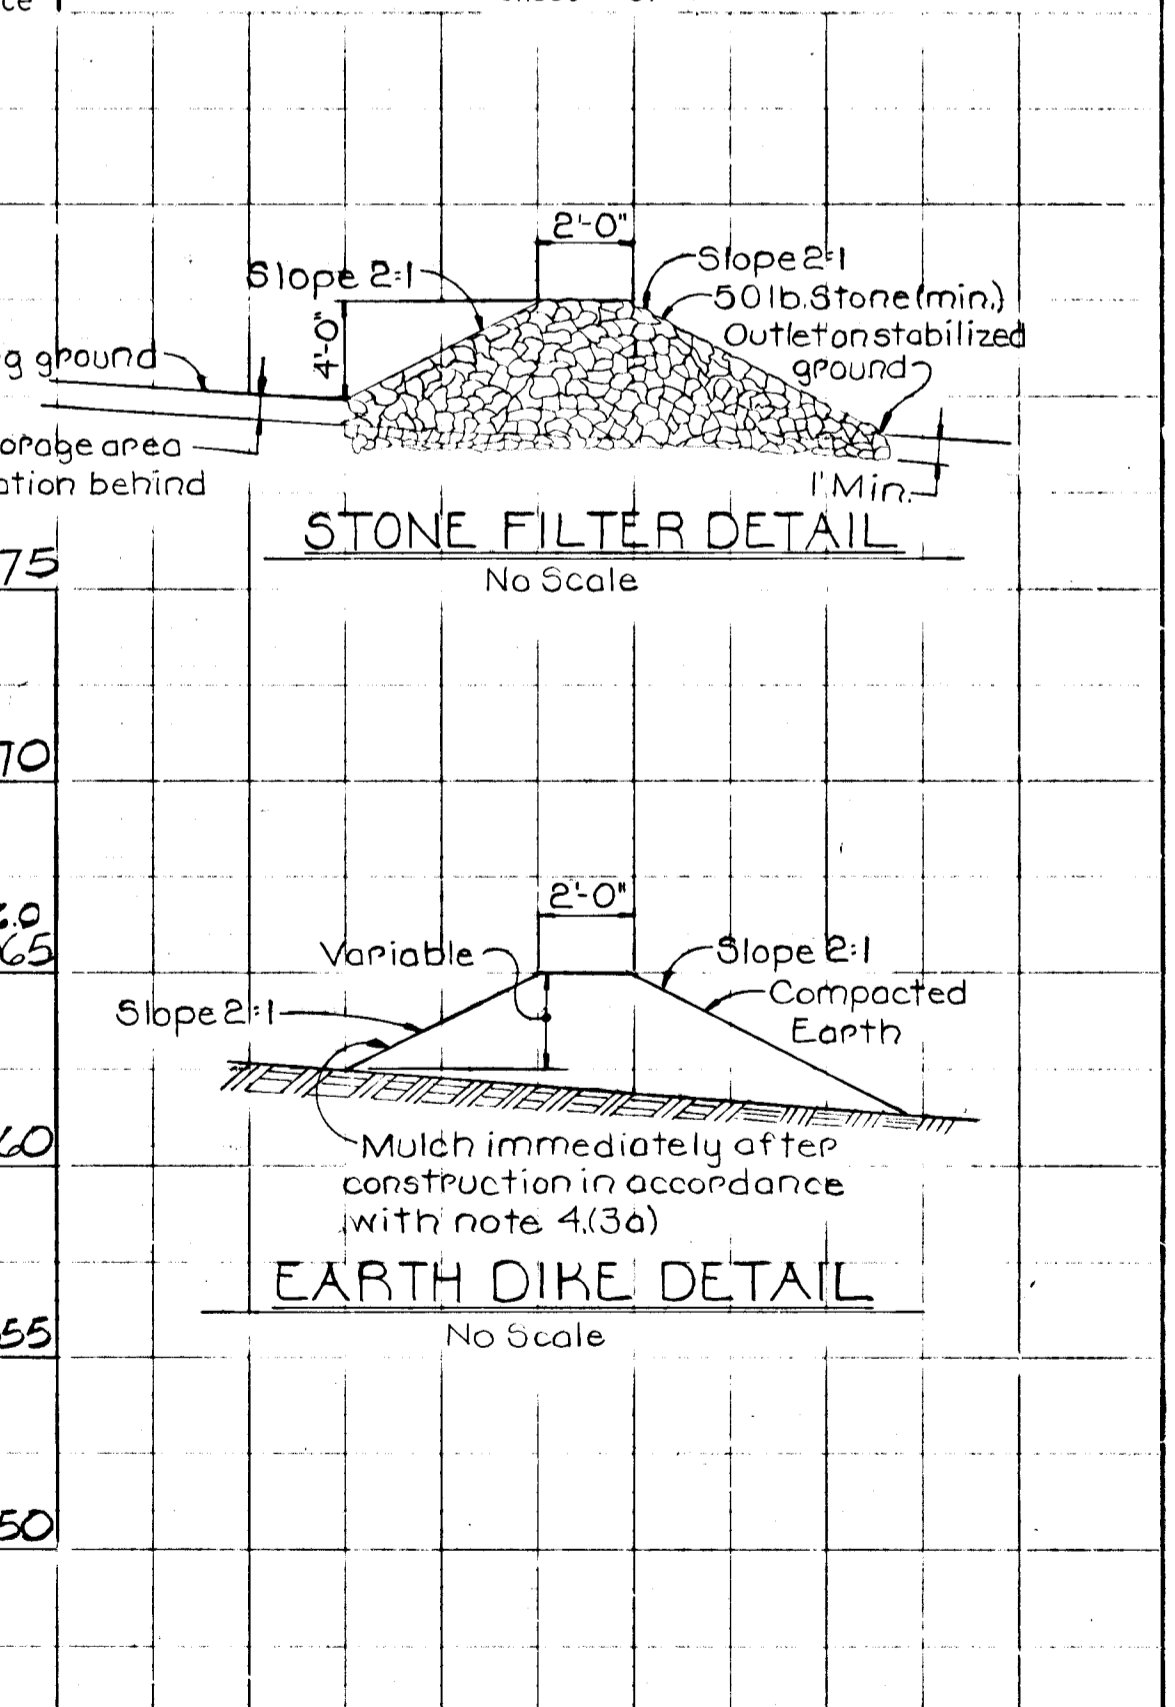 2'-0"
Slope 2:1
Slope 2:1
50 lb. Stone (min.)
Outlet on stabilized
ground
4'-0"
ground
area
behind
1' Min.
STONE FILTER DETAIL
No Scale
75
70
65
60
55
50
2'-0"
Variable
Slope 2:1
Slope 2:1
Compacted
Earth
Mulch immediately after
construction in accordance
with note 4.(3a)
EARTH DIKE DETAIL
No Scale